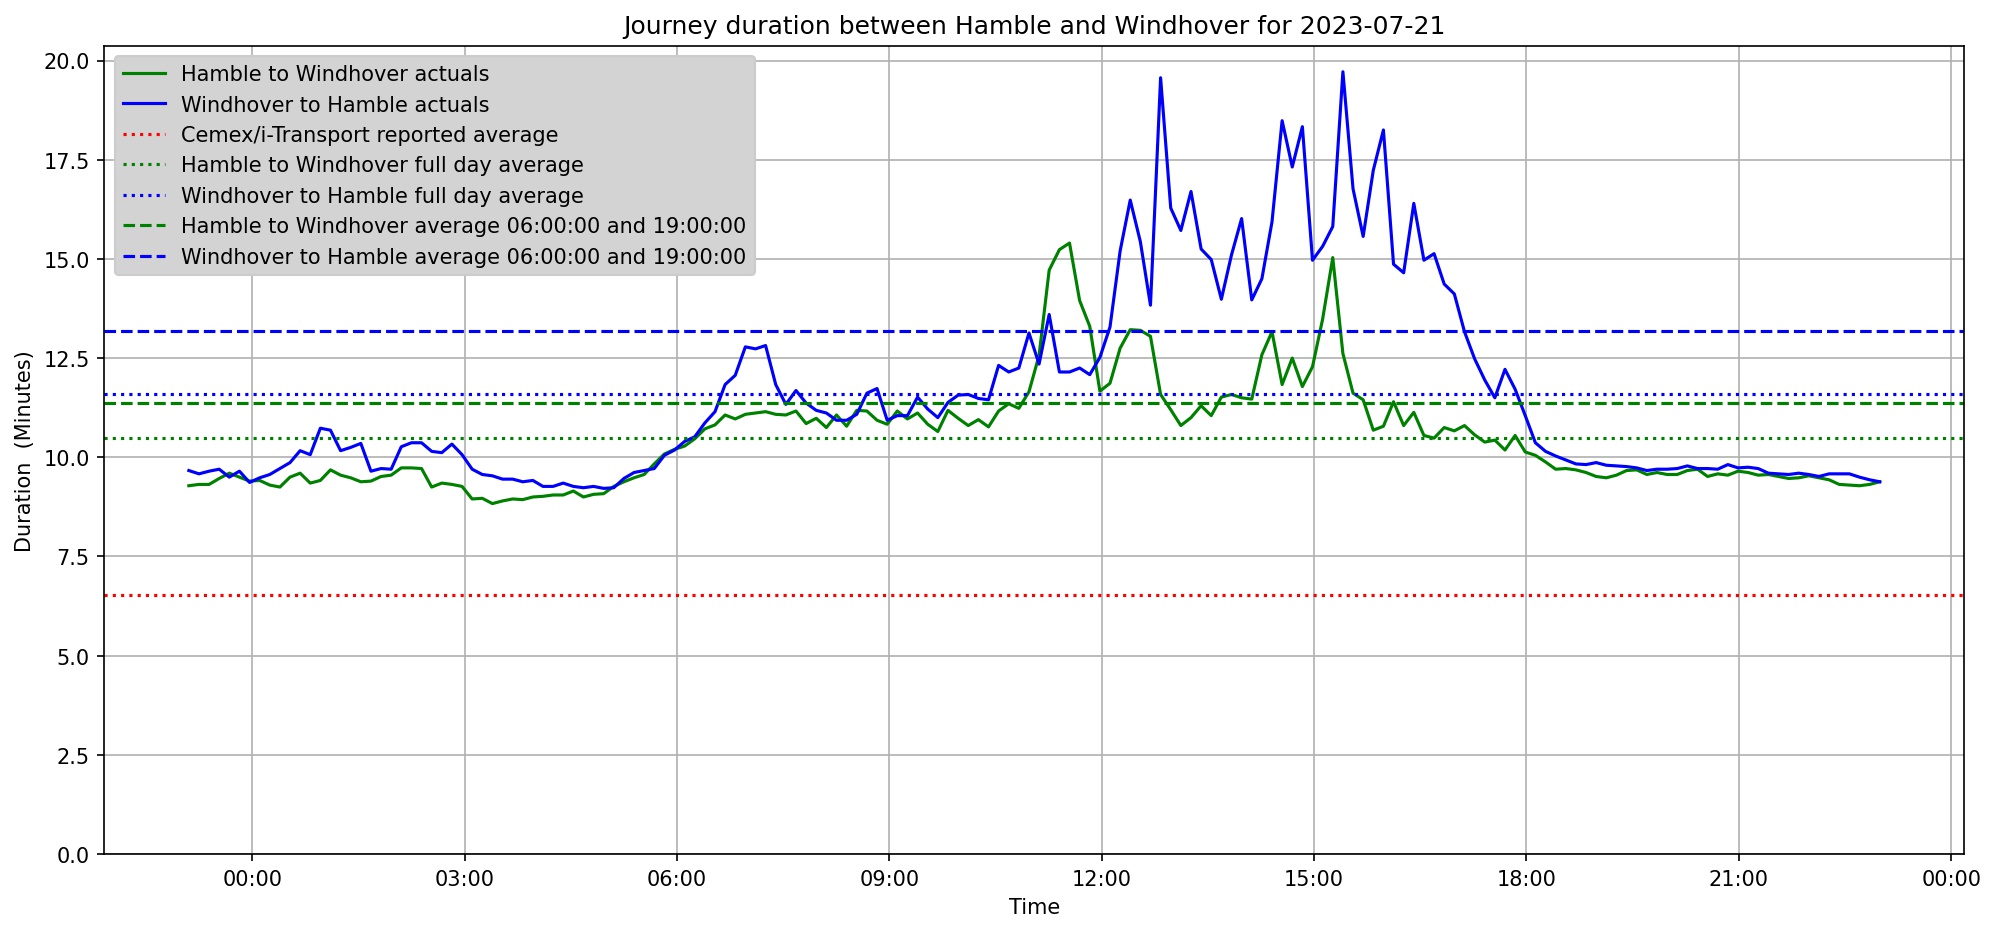 Journey duration between Hamble and Windhover for 2023-07-21
Hamble to Windhover actuals
Windhover to Hamble actuals
Cemex/i-Transport reported average
Hamble to Windhover full day average
Windhover to Hamble full day average
Hamble to Windhover average 06:00:00 and 19:00:00
Windhover to Hamble average 06:00:00 and 19:00:00
Duration (Minutes)
20.0
17.5
15.0
12.5
10.0
7.5
5.0
2.5
0.0
00:00 03:00 06:00 09:00 12:00 15:00 18:00 21:00 00:00
Time